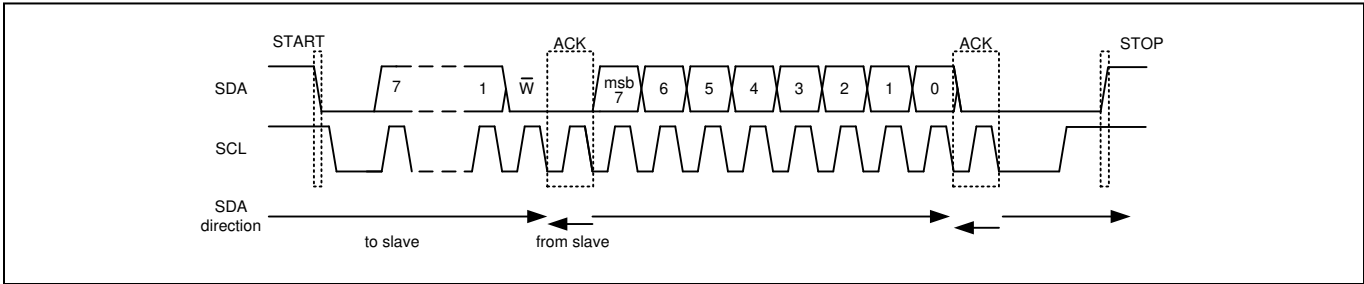 START ACK ACK STOP
SDA 7 1 W̅ msb 7 6 5 4 3 2 1 0
SCL
SDA direction
to slave from slave